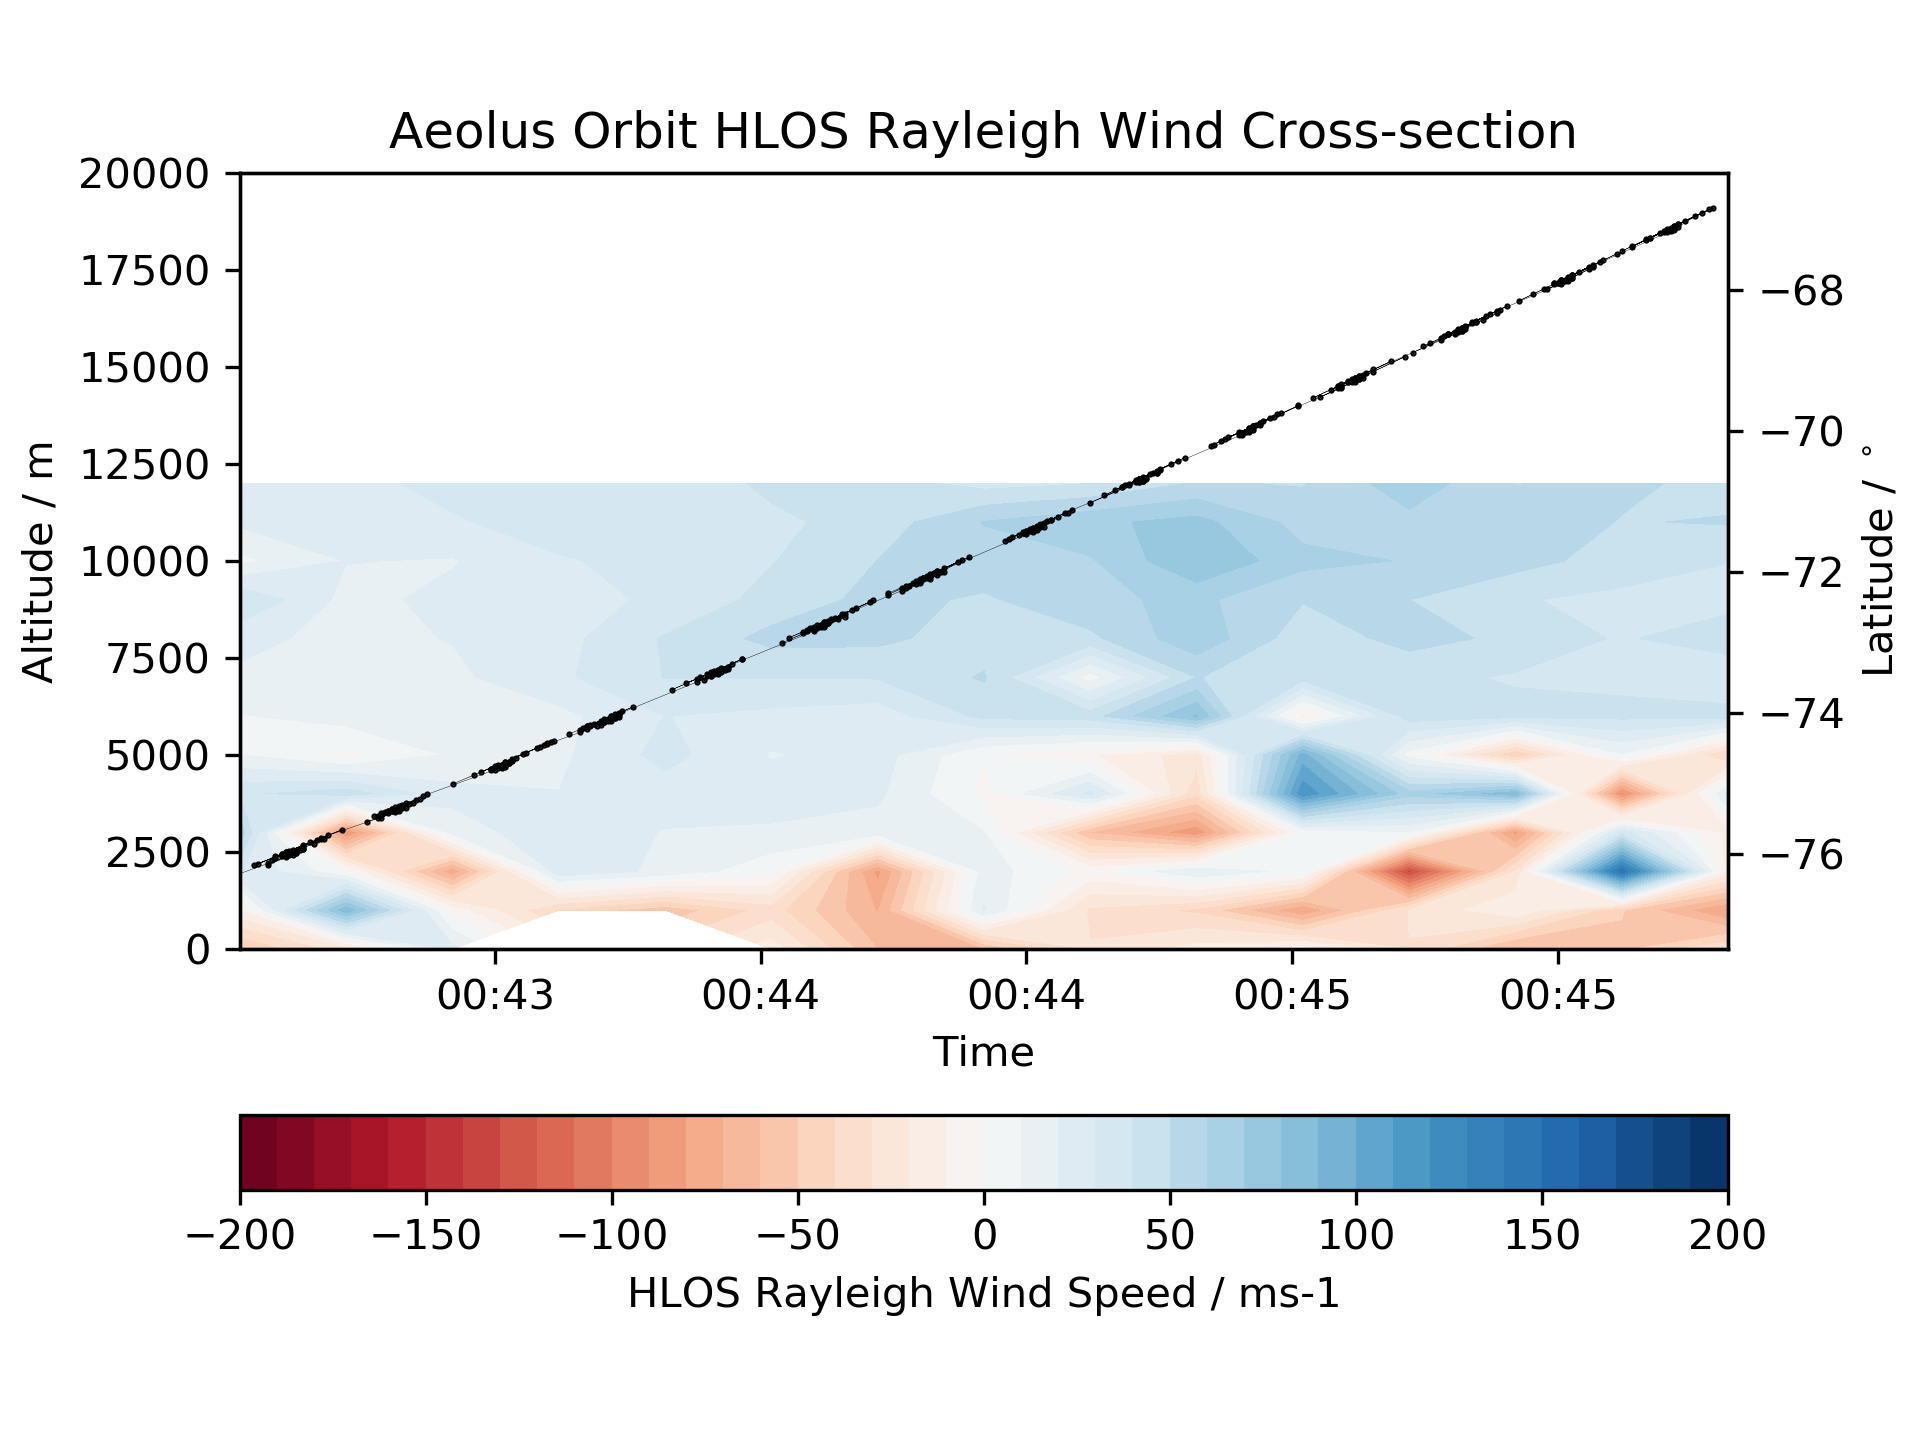 Aeolus Orbit HLOS Rayleigh Wind Cross-section
20000
17500
15000
12500
10000
7500
5000
2500
0
Altitude / m
−68
−70
−72
−74
−76
Latitude / °
00:43 00:44 00:44 00:45 00:45
Time
−200 −150 −100 −50 0 50 100 150 200
HLOS Rayleigh Wind Speed / ms-1